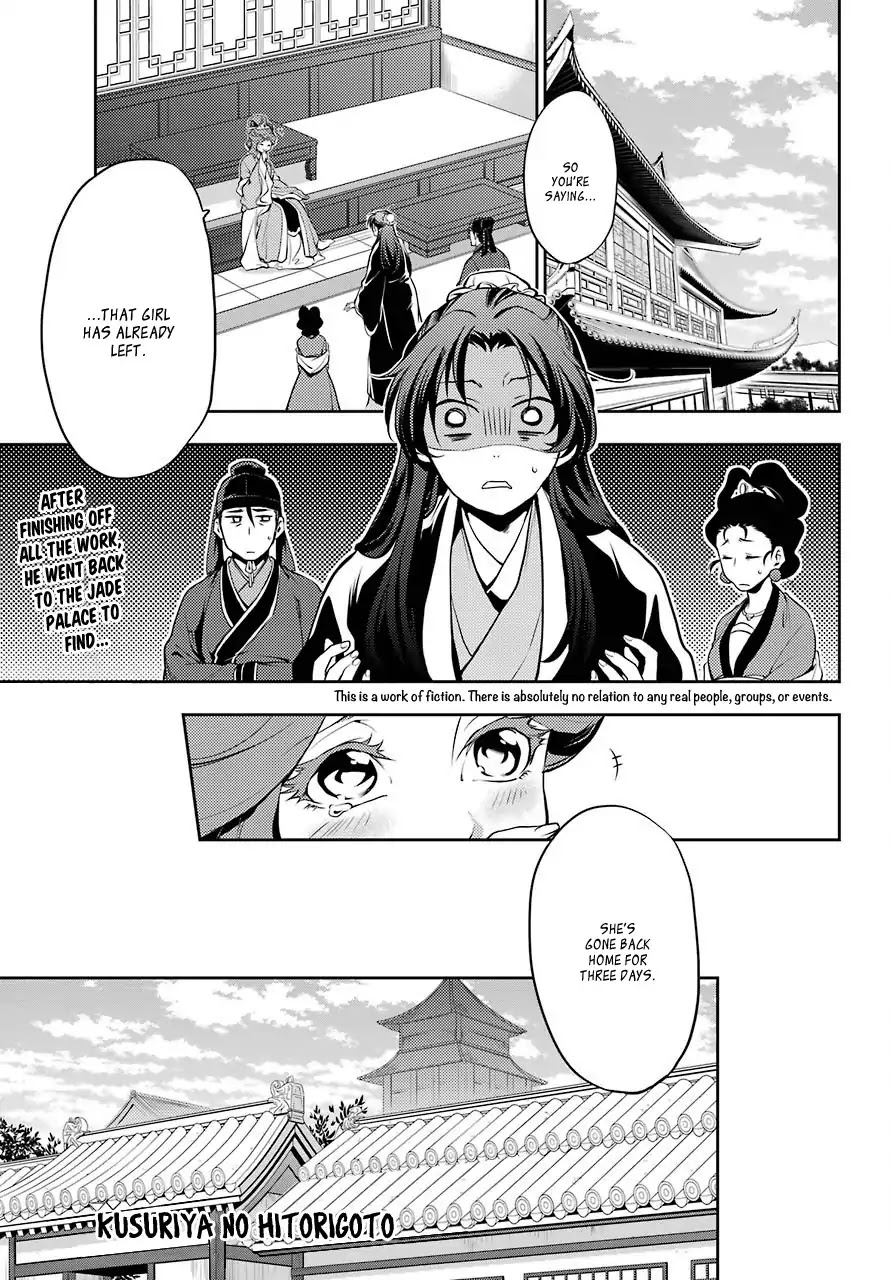 SO
YOU'RE
SAYING...
...THAT GIRL
HAS ALREADY
LEFT.
AFTER
FINISHING OFF
ALL THE WORK,
HE WENT BACK
TO THE JADE
PALACE TO
FIND...
This is a work of fiction. There is absolutely no relation to any real people, groups, or events.
SHE'S
GONE BACK
HOME FOR
THREE DAYS.
KUSURIYA NO HITORIGOTO